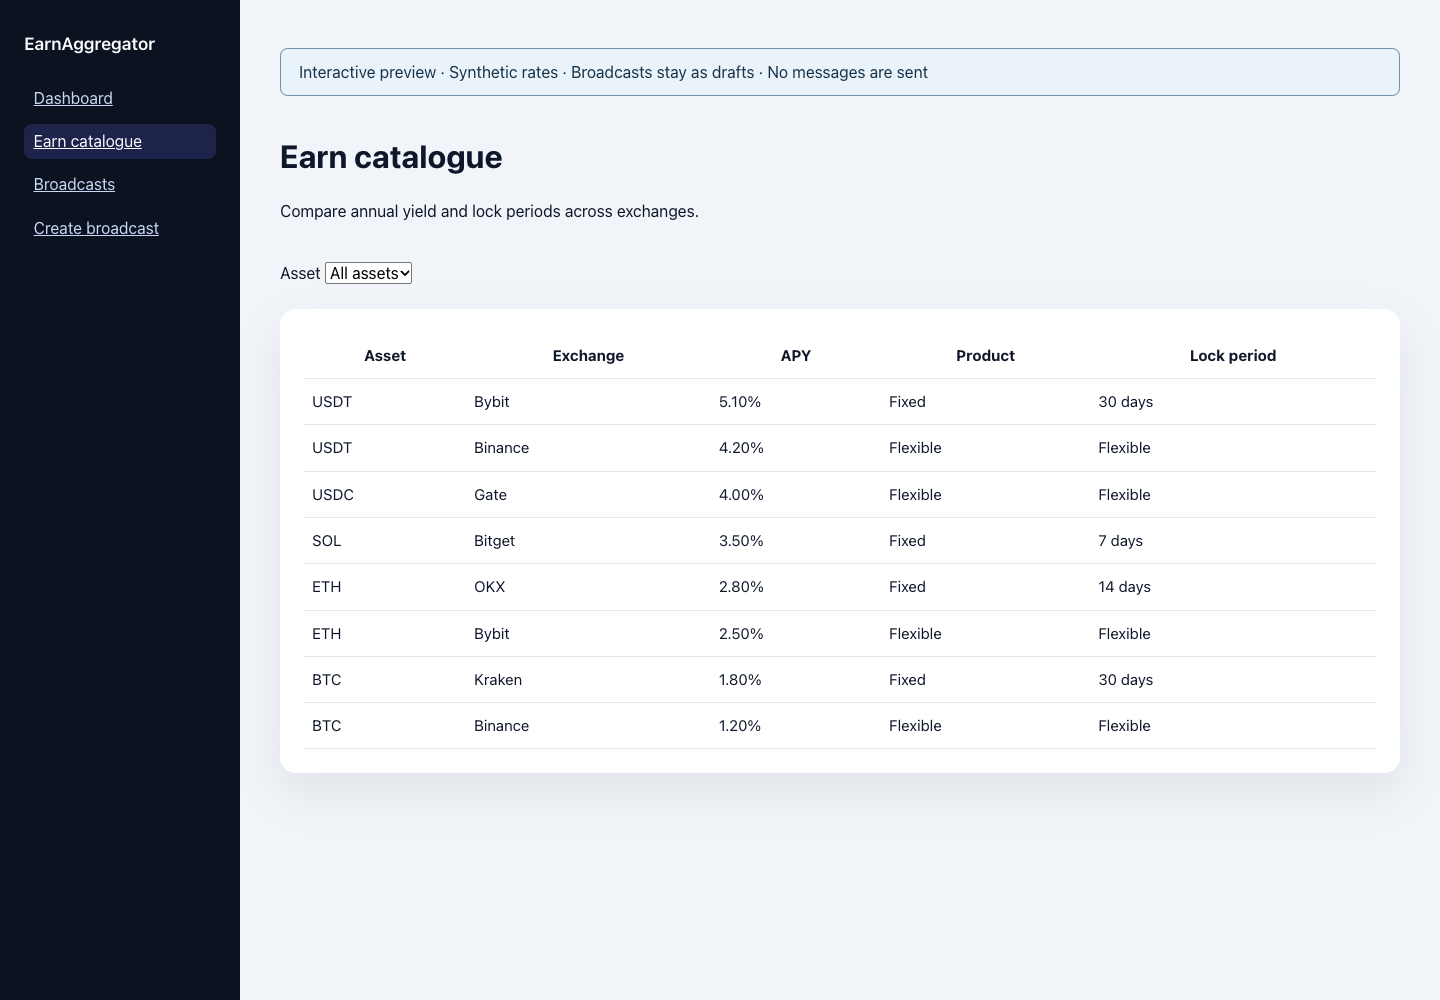 EarnAggregator
Dashboard
Earn catalogue
Broadcasts
Create broadcast
Interactive preview · Synthetic rates · Broadcasts stay as drafts · No messages are sent
Earn catalogue
Compare annual yield and lock periods across exchanges.
Asset All assets
Asset Exchange APY Product Lock period
USDT Bybit 5.10% Fixed 30 days
USDT Binance 4.20% Flexible Flexible
USDC Gate 4.00% Flexible Flexible
SOL Bitget 3.50% Fixed 7 days
ETH OKX 2.80% Fixed 14 days
ETH Bybit 2.50% Flexible Flexible
BTC Kraken 1.80% Fixed 30 days
BTC Binance 1.20% Flexible Flexible